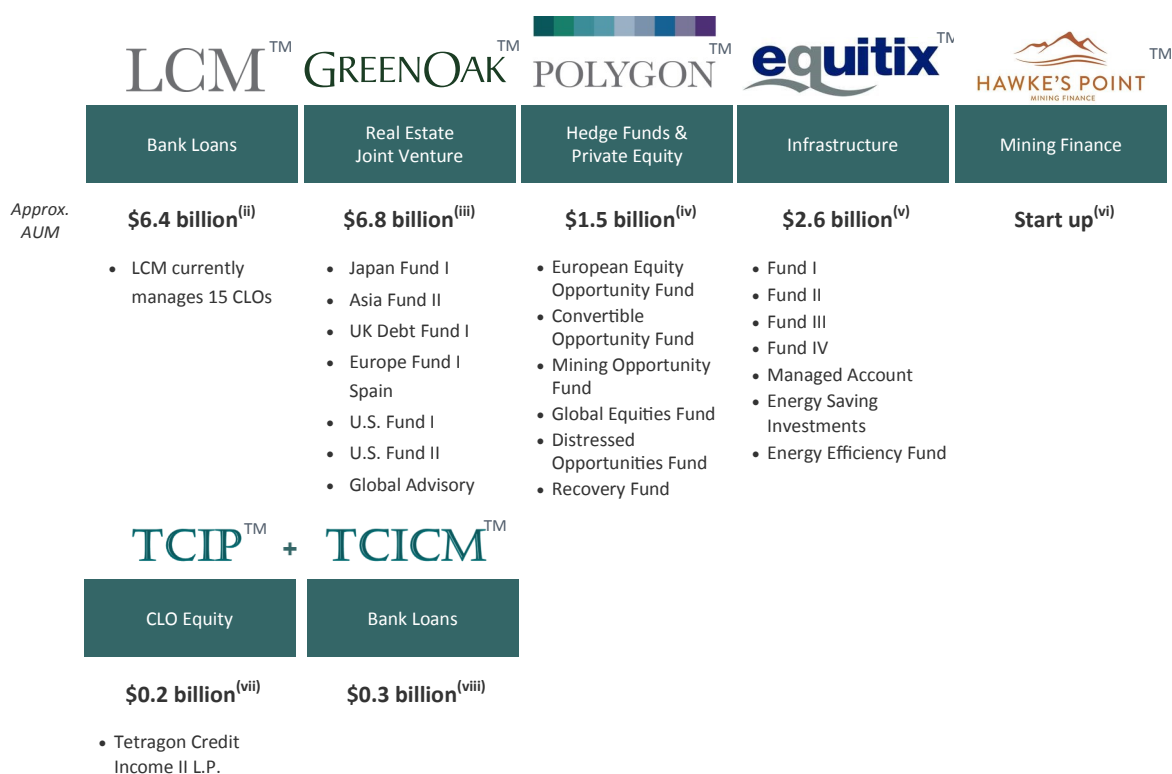 LCM™
GREENOAK™
POLYGON™
equitix™
HAWKE'S POINT™
MINING FINANCE
Bank Loans
Real Estate
Joint Venture
Hedge Funds &
Private Equity
Infrastructure
Mining Finance
Approx.
AUM
$6.4 billion(ii)
$6.8 billion(iii)
$1.5 billion(iv)
$2.6 billion(v)
Start up(vi)
• LCM currently
manages 15 CLOs
• Japan Fund I
• Asia Fund II
• UK Debt Fund I
• Europe Fund I
Spain
• U.S. Fund I
• U.S. Fund II
• Global Advisory
• European Equity
Opportunity Fund
• Convertible
Opportunity Fund
• Mining Opportunity
Fund
• Global Equities Fund
• Distressed
Opportunities Fund
• Recovery Fund
• Fund I
• Fund II
• Fund III
• Fund IV
• Managed Account
• Energy Saving
Investments
• Energy Efficiency Fund
TCIP™ + TCICM™
CLO Equity
Bank Loans
$0.2 billion(vii)
$0.3 billion(viii)
• Tetragon Credit
Income II L.P.